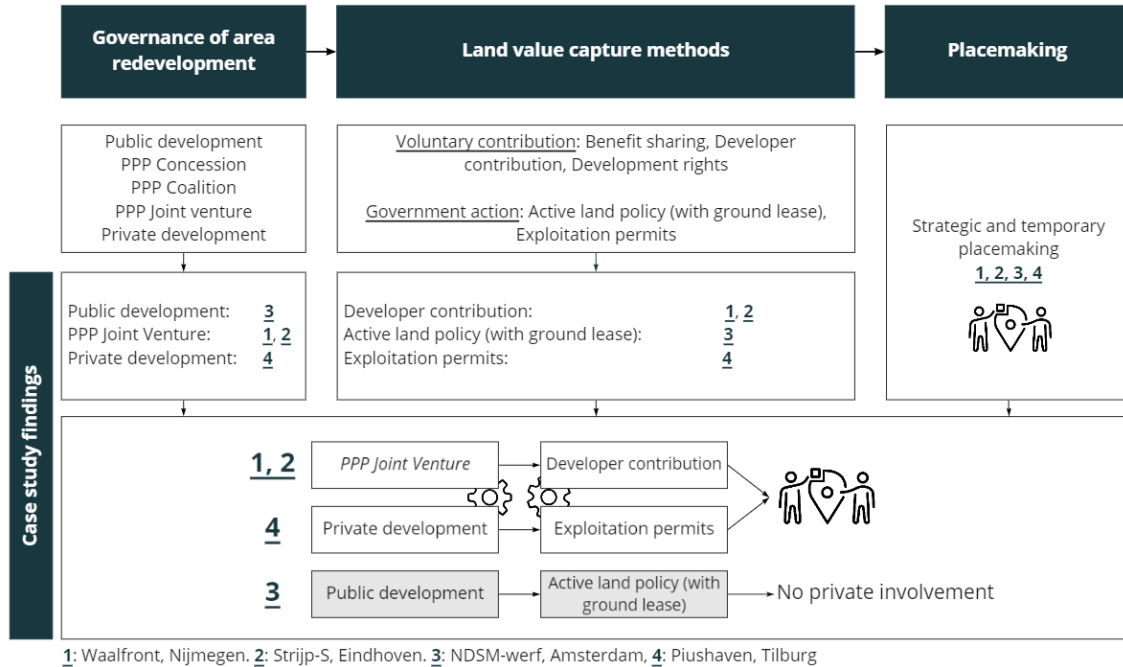 Governance of area
redevelopment
Land value capture methods
Placemaking
Public development
PPP Concession
PPP Coalition
PPP Joint venture
Private development
Voluntary contribution: Benefit sharing, Developer
contribution, Development rights
Government action: Active land policy (with ground lease),
Exploitation permits
Strategic and temporary
placemaking
1, 2, 3, 4
Case study findings
Public development: 3
PPP Joint Venture: 1, 2
Private development: 4
Developer contribution: 1, 2
Active land policy (with ground lease): 3
Exploitation permits: 4
1, 2 PPP Joint Venture Developer contribution
4 Private development Exploitation permits
3 Public development Active land policy (with
ground lease) No private involvement
1: Waalfront, Nijmegen. 2: Strijp-S, Eindhoven. 3: NDSM-werf, Amsterdam, 4: Piushaven, Tilburg